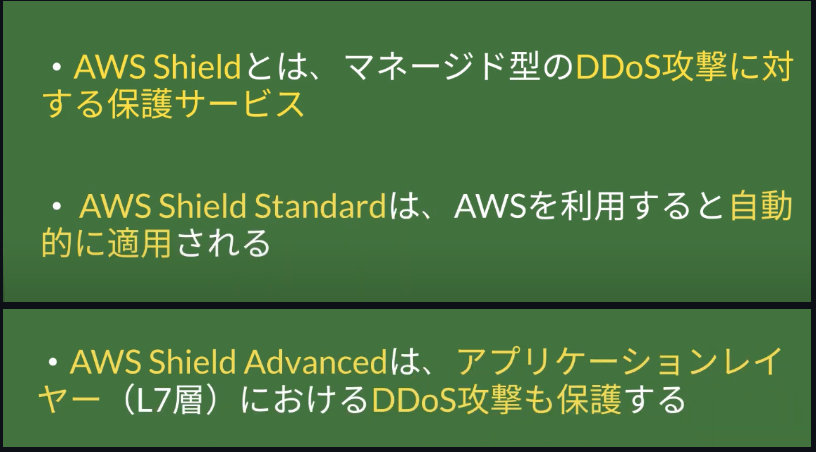 ・AWS Shieldとは、マネージド型のDDoS攻撃に対
する保護サービス
・AWS Shield Standardは、AWSを利用すると自動
的に適用される
・AWS Shield Advancedは、アプリケーションレイ
ヤー（L7層）におけるDDoS攻撃も保護する